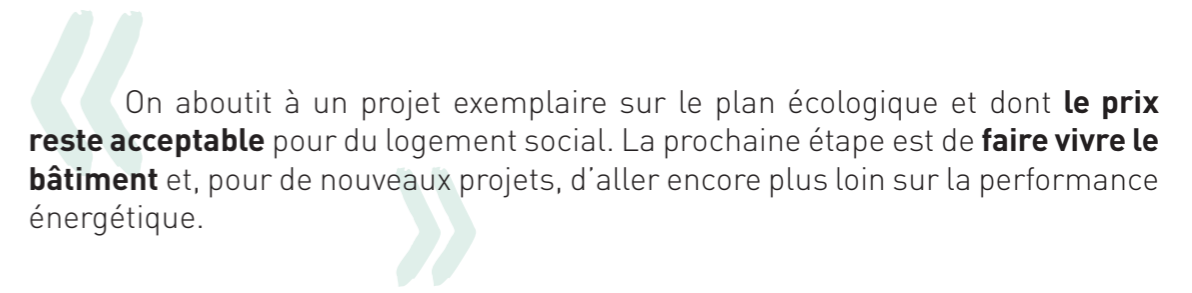 On aboutit à un projet exemplaire sur le plan écologique et dont le prix
reste acceptable pour du logement social. La prochaine étape est de faire vivre le
bâtiment et, pour de nouveaux projets, d’aller encore plus loin sur la performance
énergétique.